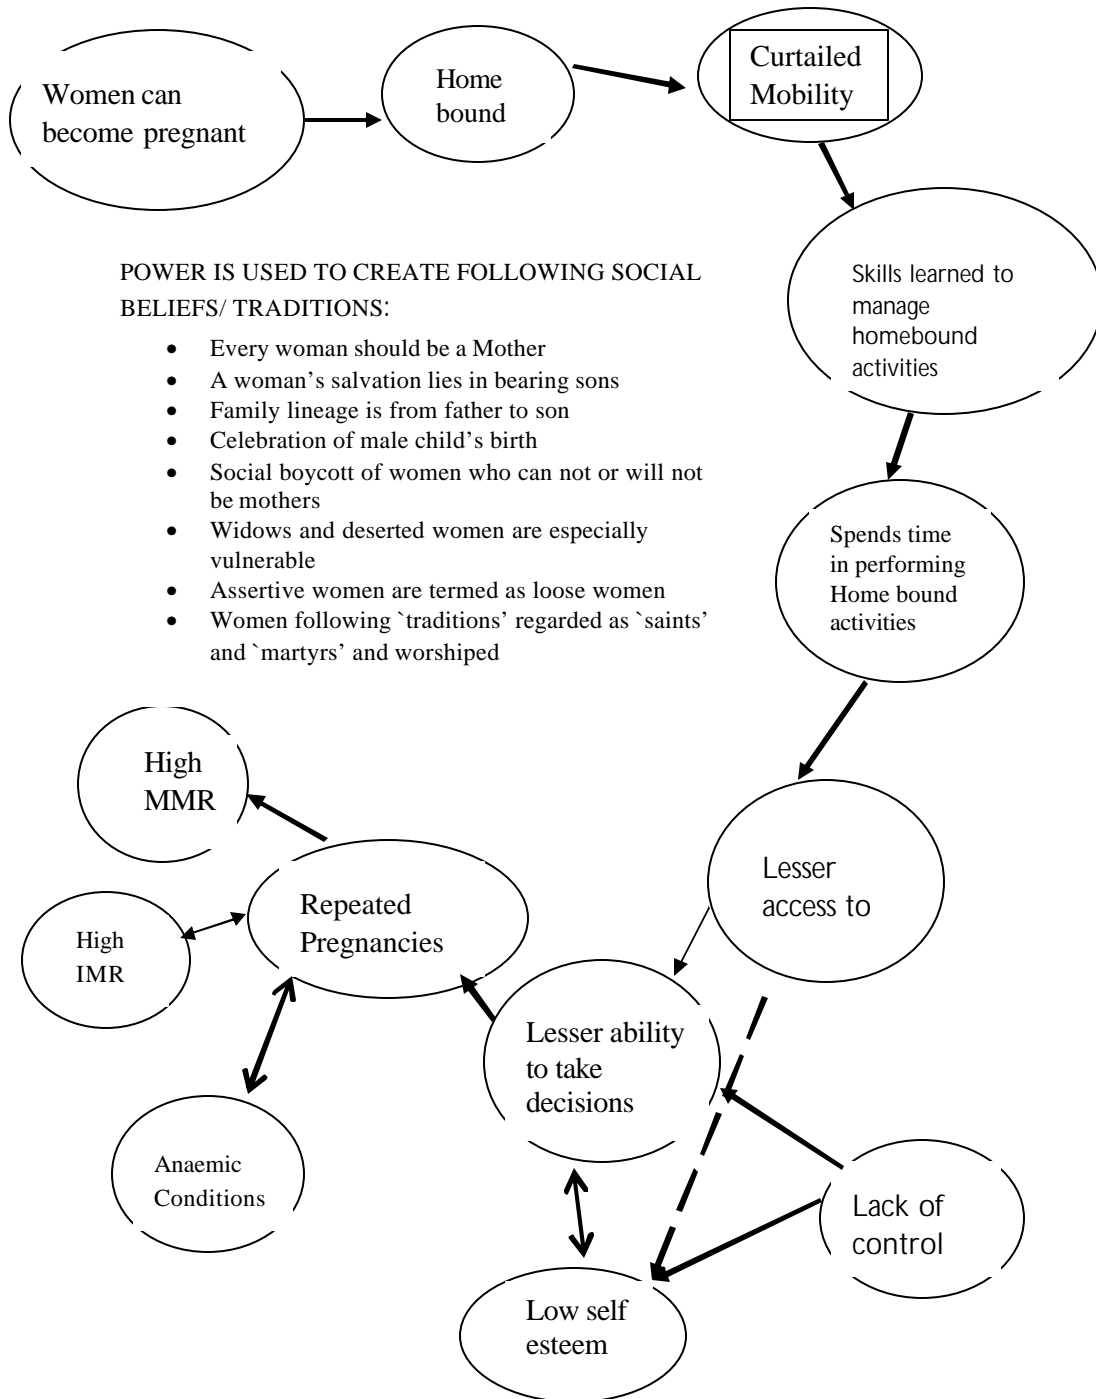 Women can
become pregnant
Home
bound
Curtailed
Mobility
Skills learned to
manage
homebound
activities
POWER IS USED TO CREATE FOLLOWING SOCIAL
BELIEFS/ TRADITIONS:
• Every woman should be a Mother
• A woman’s salvation lies in bearing sons
• Family lineage is from father to son
• Celebration of male child’s birth
• Social boycott of women who can not or will not
be mothers
• Widows and deserted women are especially
vulnerable
• Assertive women are termed as loose women
• Women following `traditions’ regarded as `saints’
and `martyrs’ and worshiped
Spends time
in performing
Home bound
activities
High
MMR
Lesser
access to
Repeated
Pregnancies
High
IMR
Lesser ability
to take
decisions
Anaemic
Conditions
Lack of
control
Low self
esteem